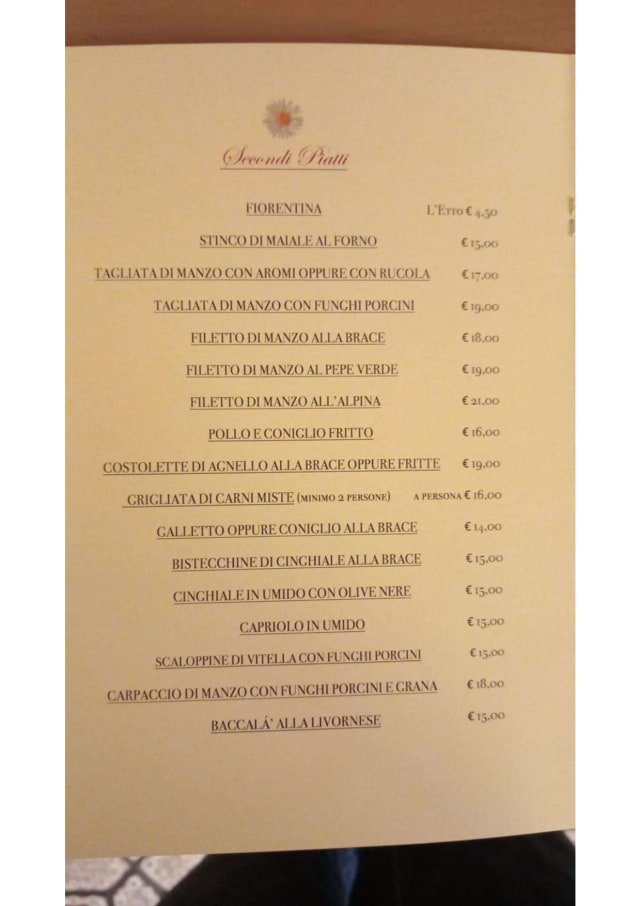 Secondi Piatti
FIORENTINA L'ETTO € 4,50
STINCO DI MAIALE AL FORNO € 15,00
TAGLIATA DI MANZO CON AROMI OPPURE CON RUCOLA € 17,00
TAGLIATA DI MANZO CON FUNGHI PORCINI € 19,00
FILETTO DI MANZO ALLA BRACE € 18,00
FILETTO DI MANZO AL PEPE VERDE € 19,00
FILETTO DI MANZO ALL'ALPINA € 21,00
POLLO E CONIGLIO FRITTO € 16,00
COSTOLETTE DI AGNELLO ALLA BRACE OPPURE FRITTE € 19,00
GRIGLIATA DI CARNI MISTE (MINIMO 2 PERSONE) A PERSONA € 16,00
GALLETTO OPPURE CONIGLIO ALLA BRACE € 14,00
BISTECCHINE DI CINGHIALE ALLA BRACE € 15,00
CINGHIALE IN UMIDO CON OLIVE NERE € 15,00
CAPRIOLO IN UMIDO € 15,00
SCALOPPINE DI VITELLA CON FUNGHI PORCINI € 15,00
CARPACCIO DI MANZO CON FUNGHI PORCINI E GRANA € 18,00
BACCALÁ' ALLA LIVORNESE € 15,00